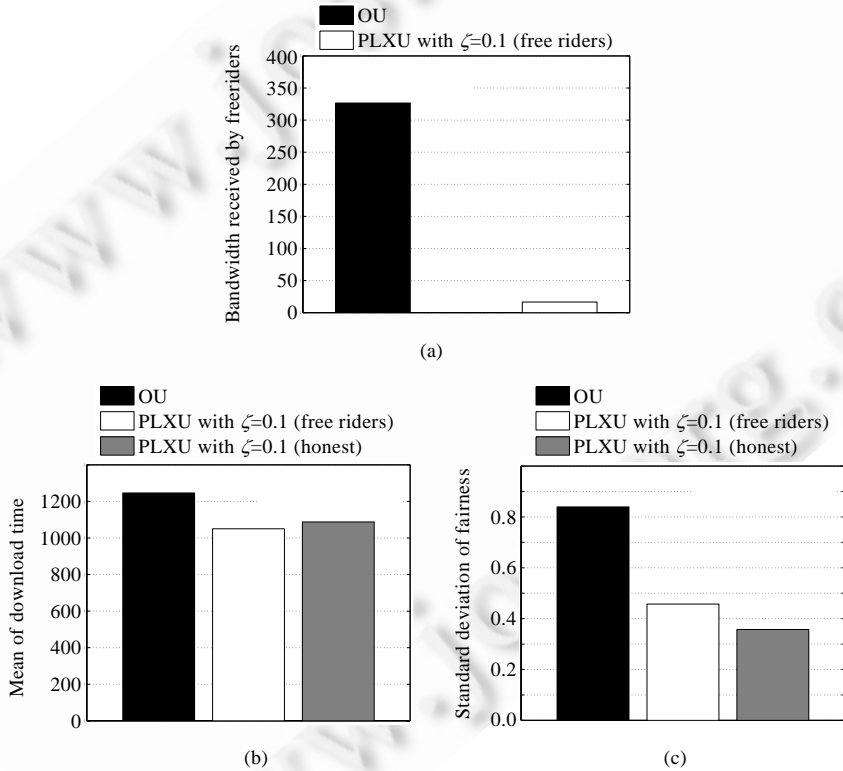 OU
PLXU with ζ=0.1 (free riders)
Bandwidth received by freeriders
400
350
300
250
200
150
100
50
0
(a)
OU
PLXU with ζ=0.1 (free riders)
PLXU with ζ=0.1 (honest)
Mean of download time
1200
1000
800
600
400
200
0
(b)
OU
PLXU with ζ=0.1 (free riders)
PLXU with ζ=0.1 (honest)
Standard deviation of fairness
0.8
0.6
0.4
0.2
0.0
(c)